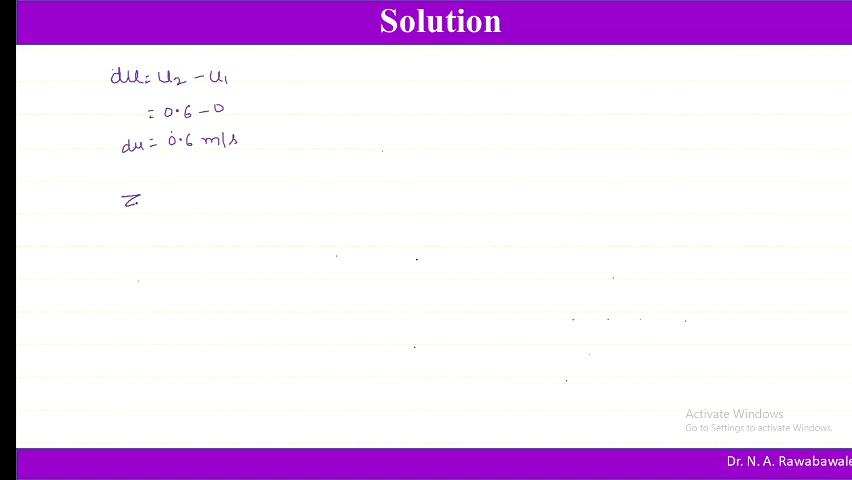 Solution
du = u2 - u1
= 0.6 - 0
du = 0.6 m/s
Activate Windows
Go to Settings to activate Windows.
Dr. N. A. Rawabawale